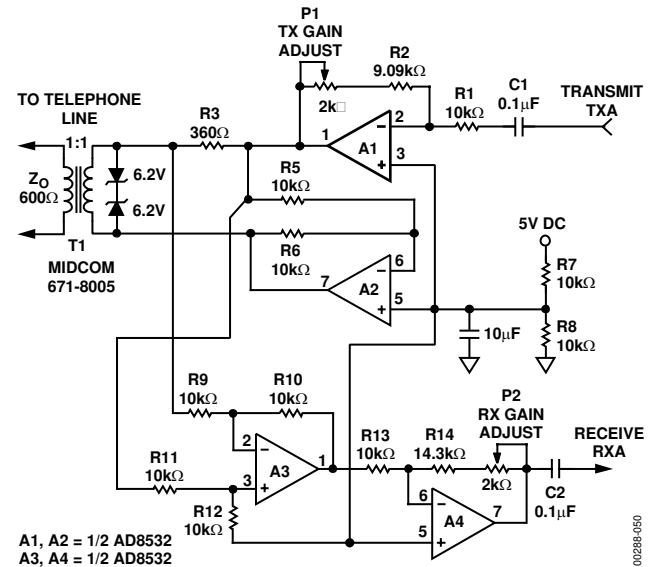 P1
TX GAIN
ADJUST
R2
9.09kΩ
2k□
R1
10kΩ
C1
0.1μF
TRANSMIT
TXA
TO TELEPHONE
LINE
1:1
R3
360Ω
1
2
3
A1
ZO
600Ω
6.2V
6.2V
T1
MIDCOM
671-8005
R5
10kΩ
R6
10kΩ
7
6
5
A2
5V DC
R7
10kΩ
R8
10kΩ
10μF
R9
10kΩ
R10
10kΩ
R11
10kΩ
R12
10kΩ
2
3
1
A3
R13
10kΩ
R14
14.3kΩ
P2
RX GAIN
ADJUST
2kΩ
RECEIVE
RXA
C2
0.1μF
6
5
7
A4
A1, A2 = 1/2 AD8532
A3, A4 = 1/2 AD8532
00288-050